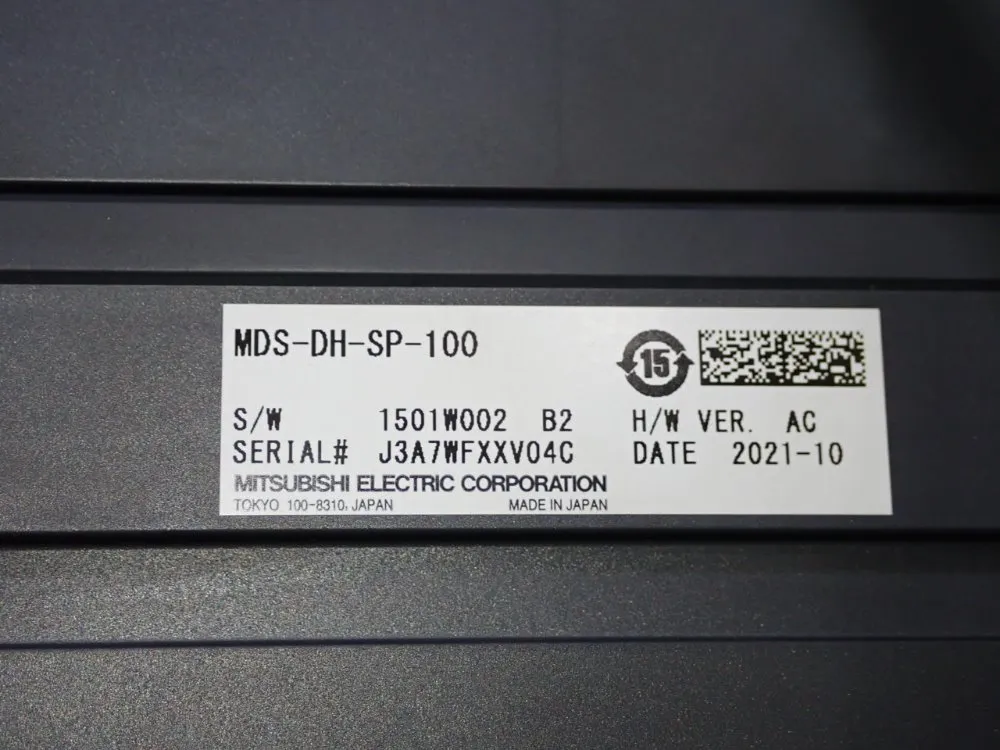 MDS-DH-SP-100
15
S/W 1501W002 B2 H/W VER. AC
SERIAL# J3A7WFXXV04C DATE 2021-10
MITSUBISHI ELECTRIC CORPORATION
TOKYO 100-8310, JAPAN MADE IN JAPAN